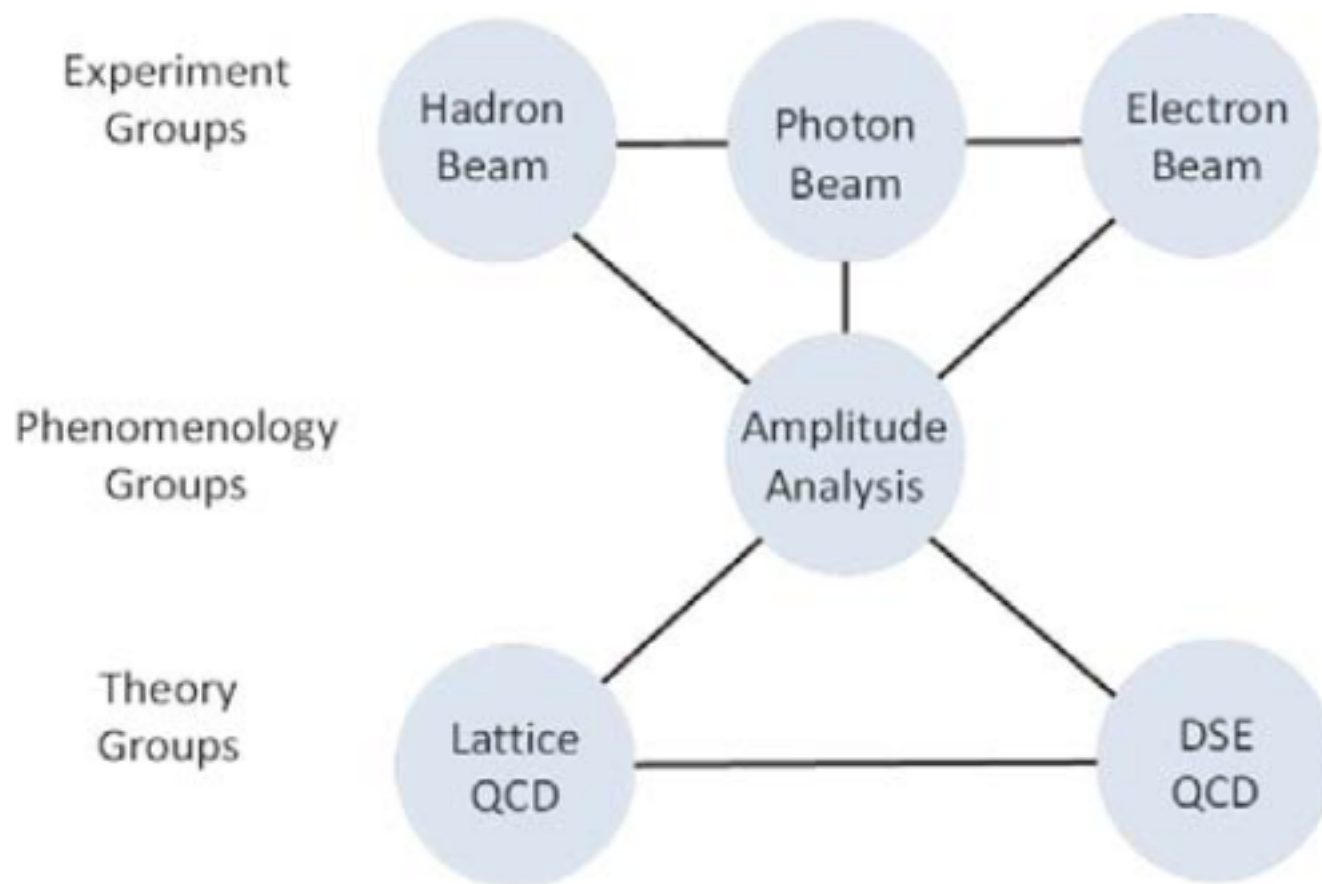 Experiment
Groups
Hadron
Beam
Photon
Beam
Electron
Beam
Phenomenology
Groups
Amplitude
Analysis
Theory
Groups
Lattice
QCD
DSE
QCD